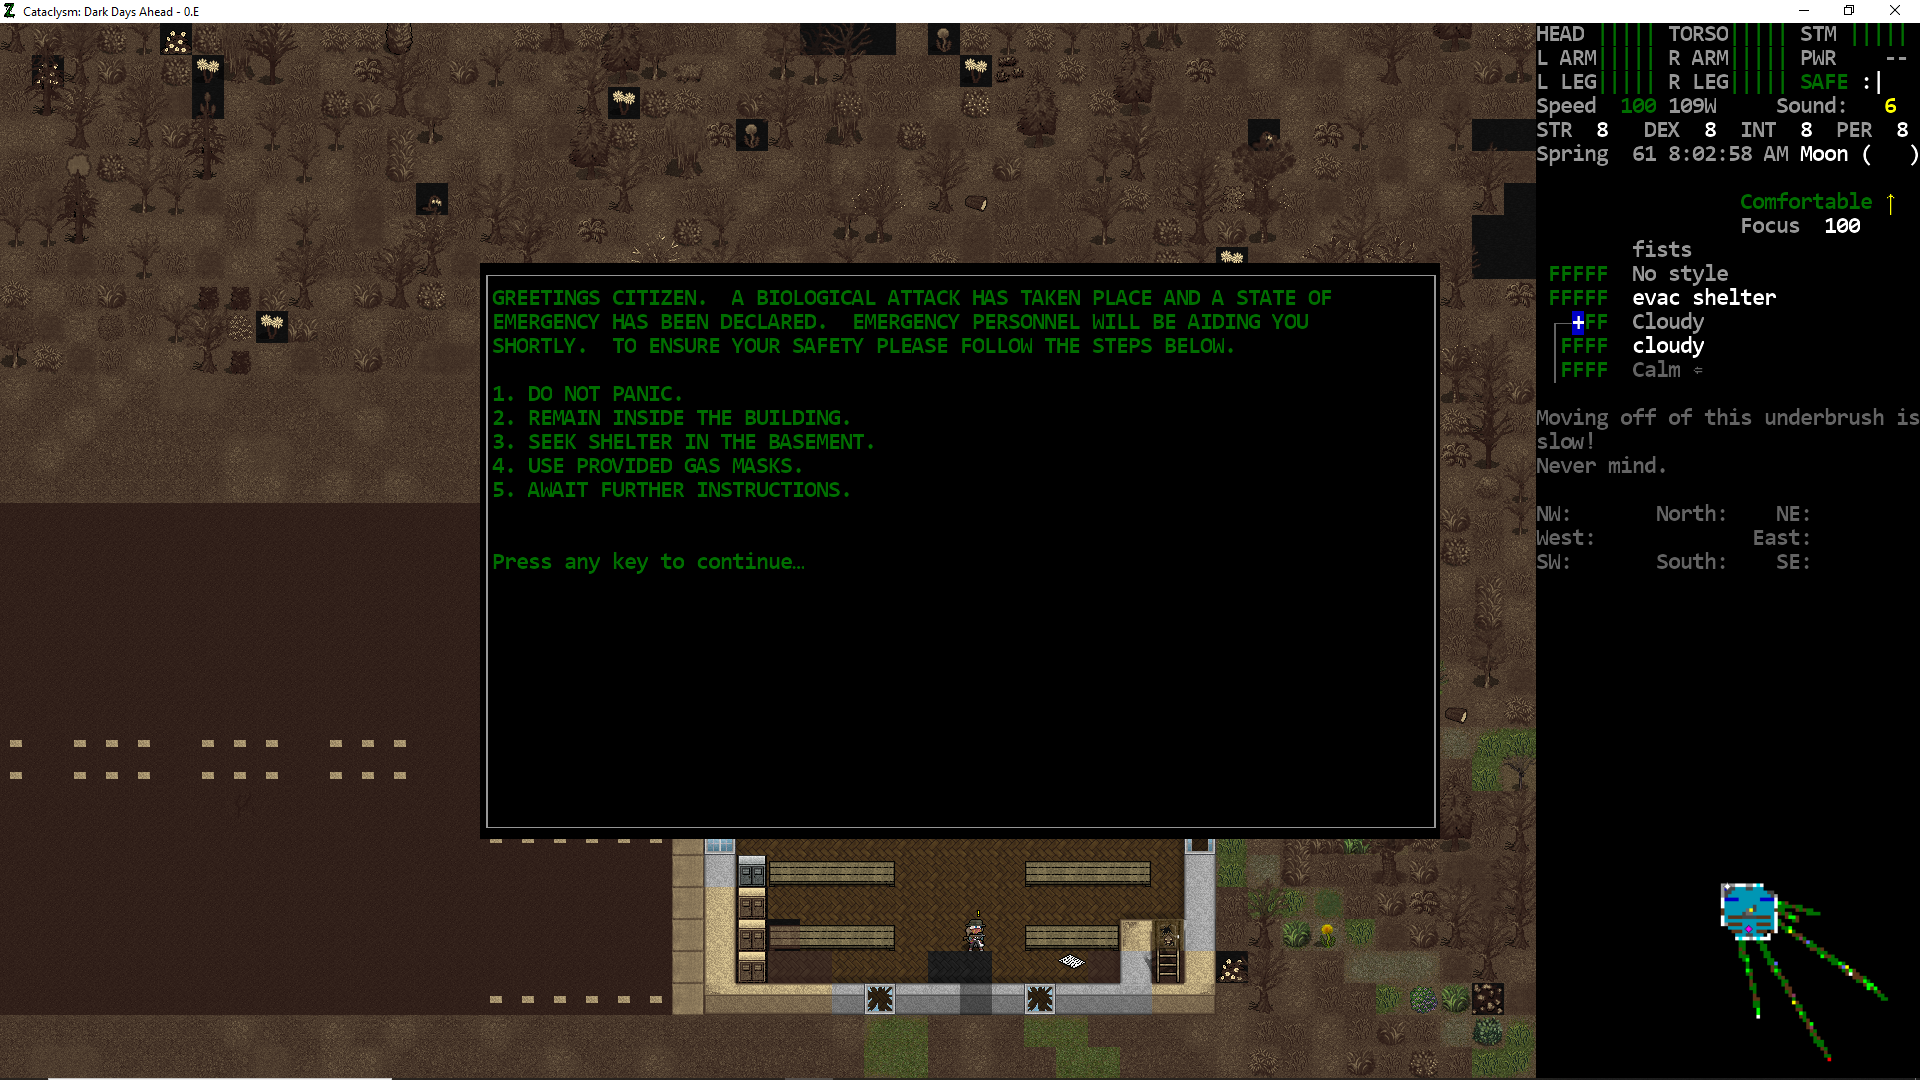 Cataclysm: Dark Days Ahead - 0.E
HEAD ||||| TORSO ||||| STM |||||
L ARM ||||| R ARM ||||| PWR --
L LEG ||||| R LEG ||||| SAFE :|
Speed 100 109W Sound: 6
STR 8 DEX 8 INT 8 PER 8
Spring 61 8:02:58 AM Moon ( )
Comfortable ↑
Focus 100
fists
FFFFF No style
FFFFF evac shelter
+FF Cloudy
FFFF cloudy
FFFF Calm ⇐
Moving off of this underbrush is
slow!
Never mind.
NW: North: NE:
West: East:
SW: South: SE:
GREETINGS CITIZEN. A BIOLOGICAL ATTACK HAS TAKEN PLACE AND A STATE OF
EMERGENCY HAS BEEN DECLARED. EMERGENCY PERSONNEL WILL BE AIDING YOU
SHORTLY. TO ENSURE YOUR SAFETY PLEASE FOLLOW THE STEPS BELOW.
1. DO NOT PANIC.
2. REMAIN INSIDE THE BUILDING.
3. SEEK SHELTER IN THE BASEMENT.
4. USE PROVIDED GAS MASKS.
5. AWAIT FURTHER INSTRUCTIONS.
Press any key to continue…